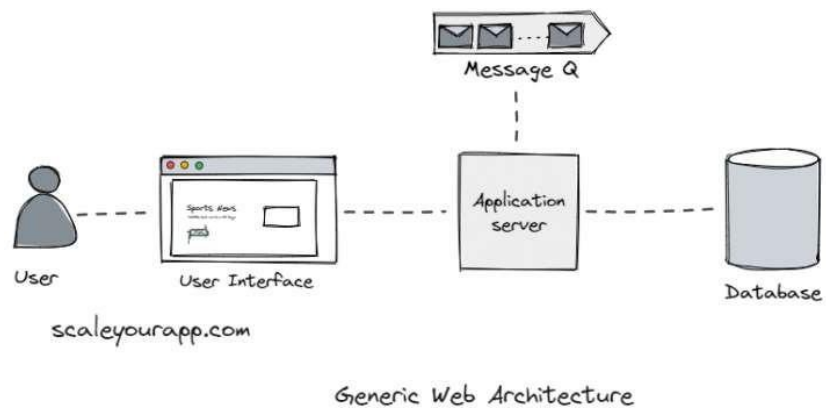 Message Q
Sports News
Application
server
User
User Interface
Database
scaleyourapp.com
Generic Web Architecture